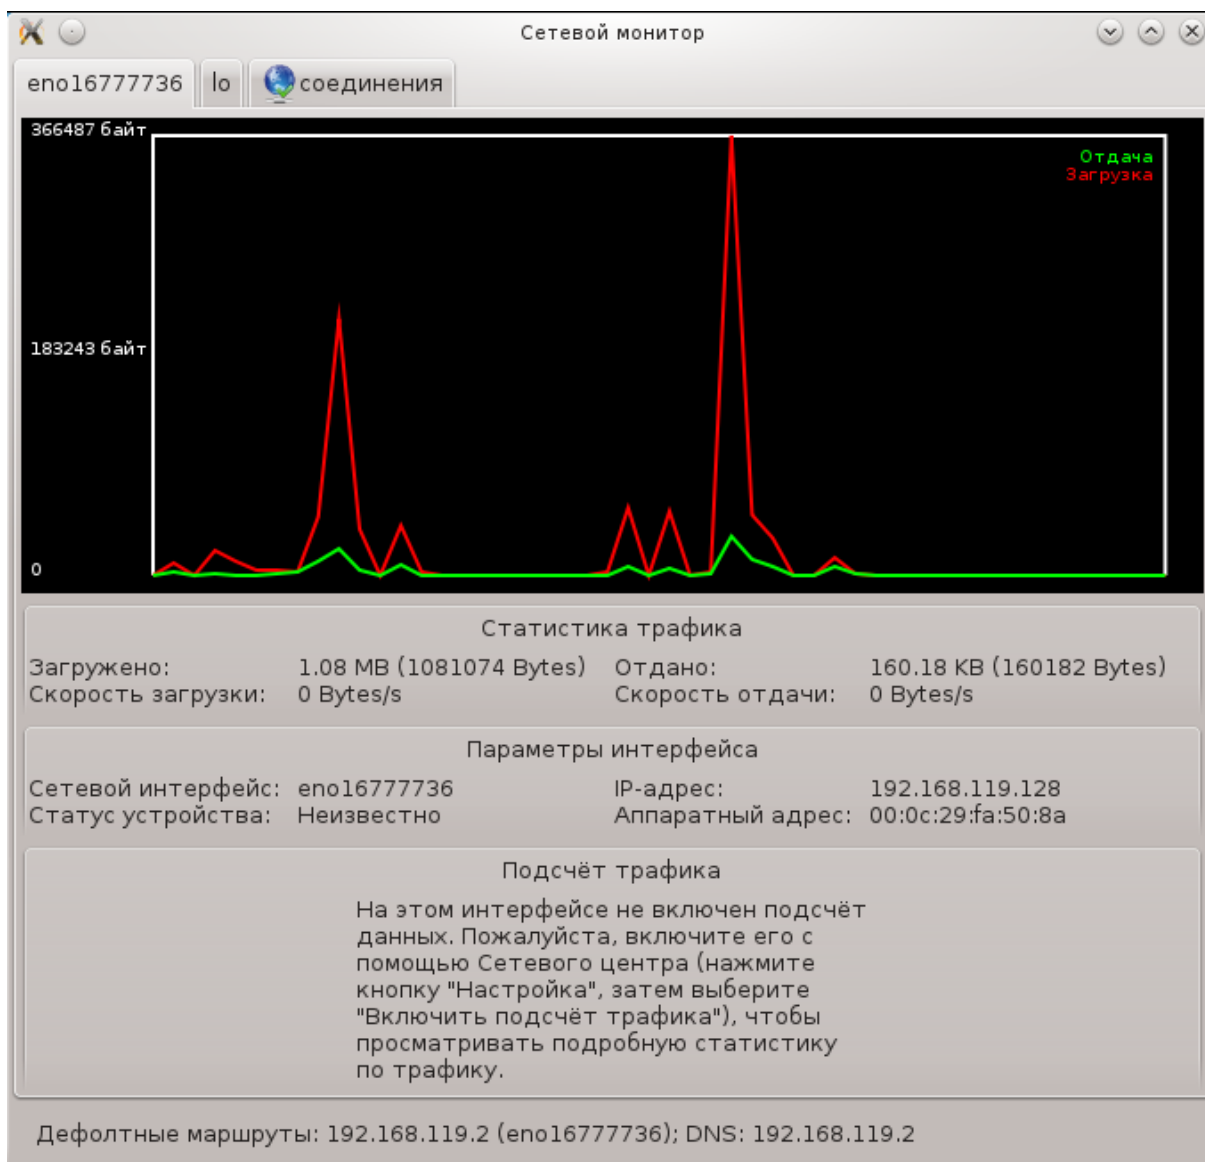 Сетевой монитор
eno16777736 lo соединения
366487 байт
Отдача
Загрузка
183243 байт
0
Статистика трафика
Загружено: 1.08 MB (1081074 Bytes) Отдано: 160.18 KB (160182 Bytes)
Скорость загрузки: 0 Bytes/s Скорость отдачи: 0 Bytes/s
Параметры интерфейса
Сетевой интерфейс: eno16777736 IP-адрес: 192.168.119.128
Статус устройства: Неизвестно Аппаратный адрес: 00:0c:29:fa:50:8a
Подсчёт трафика
На этом интерфейсе не включен подсчёт
данных. Пожалуйста, включите его с
помощью Сетевого центра (нажмите
кнопку "Настройка", затем выберите
"Включить подсчёт трафика"), чтобы
просматривать подробную статистику
по трафику.
Дефолтные маршруты: 192.168.119.2 (eno16777736); DNS: 192.168.119.2